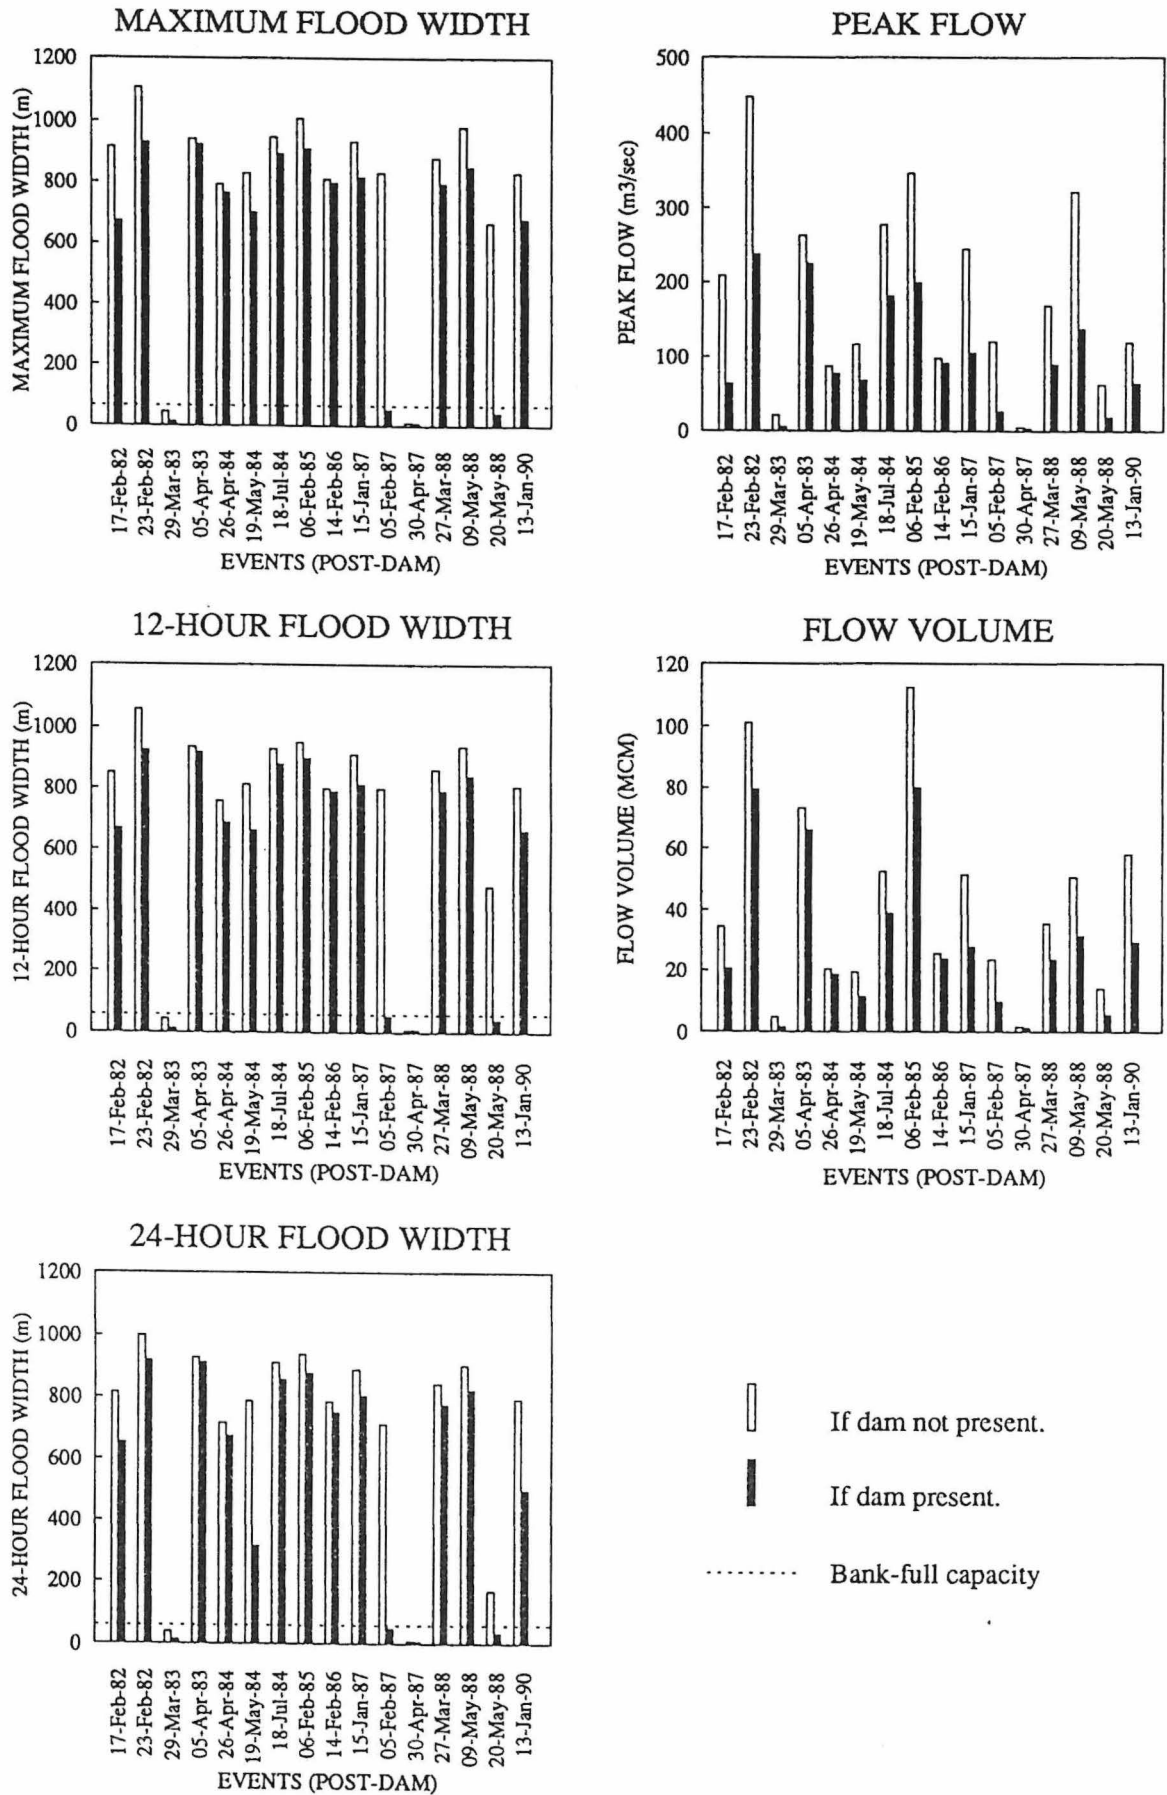 MAXIMUM FLOOD WIDTH
MAXIMUM FLOOD WIDTH (m)
1200
1000
800
600
400
200
0
17-Feb-82
23-Feb-82
29-Mar-83
05-Apr-83
26-Apr-84
19-May-84
18-Jul-84
06-Feb-85
14-Feb-86
15-Jan-87
05-Feb-87
30-Apr-87
27-Mar-88
09-May-88
20-May-88
13-Jan-90
EVENTS (POST-DAM)
PEAK FLOW
PEAK FLOW (m3/sec)
500
400
300
200
100
0
17-Feb-82
23-Feb-82
29-Mar-83
05-Apr-83
26-Apr-84
19-May-84
18-Jul-84
06-Feb-85
14-Feb-86
15-Jan-87
05-Feb-87
30-Apr-87
27-Mar-88
09-May-88
20-May-88
13-Jan-90
EVENTS (POST-DAM)
12-HOUR FLOOD WIDTH
12-HOUR FLOOD WIDTH (m)
1200
1000
800
600
400
200
0
17-Feb-82
23-Feb-82
29-Mar-83
05-Apr-83
26-Apr-84
19-May-84
18-Jul-84
06-Feb-85
14-Feb-86
15-Jan-87
05-Feb-87
30-Apr-87
27-Mar-88
09-May-88
20-May-88
13-Jan-90
EVENTS (POST-DAM)
FLOW VOLUME
FLOW VOLUME (MCM)
120
100
80
60
40
20
0
17-Feb-82
23-Feb-82
29-Mar-83
05-Apr-83
26-Apr-84
19-May-84
18-Jul-84
06-Feb-85
14-Feb-86
15-Jan-87
05-Feb-87
30-Apr-87
27-Mar-88
09-May-88
20-May-88
13-Jan-90
EVENTS (POST-DAM)
24-HOUR FLOOD WIDTH
24-HOUR FLOOD WIDTH (m)
1200
1000
800
600
400
200
0
17-Feb-82
23-Feb-82
29-Mar-83
05-Apr-83
26-Apr-84
19-May-84
18-Jul-84
06-Feb-85
14-Feb-86
15-Jan-87
05-Feb-87
30-Apr-87
27-Mar-88
09-May-88
20-May-88
13-Jan-90
EVENTS (POST-DAM)
If dam not present.
If dam present.
Bank-full capacity